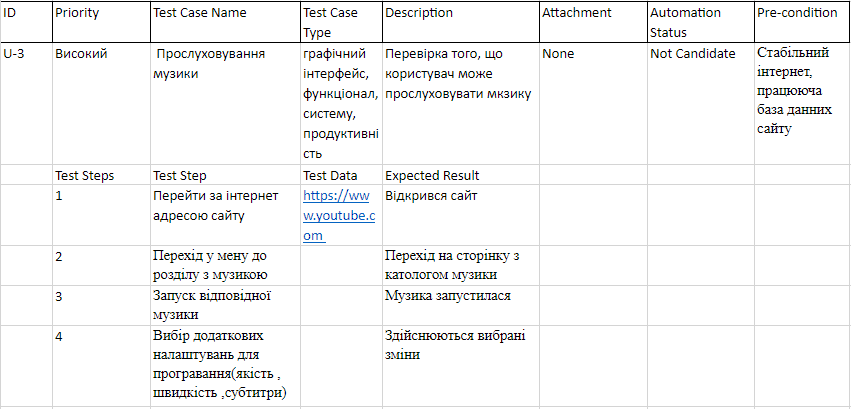 ID Priority Test Case Name Test Case Description Attachment Automation Pre-condition
Type Status
U-3 Високий Прослуховування графічний Перевірка того, що None Not Candidate Стабільний
музики інтерфейс, користувач може інтернет,
функціонал, прослуховувати мкзику працююча
систему, база данних
продуктивні сайту
сть
Test Steps Test Step Test Data Expected Result
1 Перейти за інтернет https://ww Відкрився сайт
адресою сайту w.youtube.c
om
2 Перехід у мену до Перехід на сторінку з
розділу з музикою катологом музики
3 Запуск відповідної Музика запустилася
музики
4 Вибір додаткових Здійснюються вибрані
налаштувань для зміни
програвання(якість ,
швидкість ,субтитри)